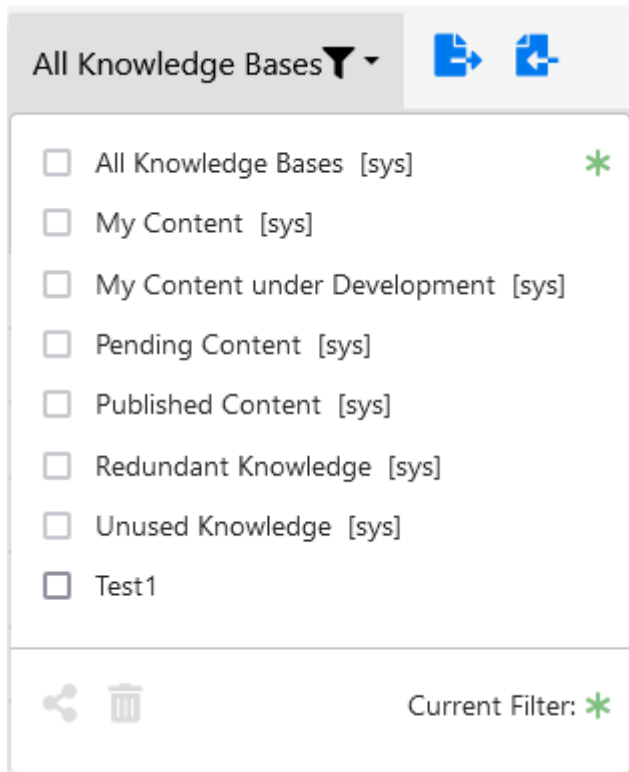 All Knowledge Bases
All Knowledge Bases [sys]
My Content [sys]
My Content under Development [sys]
Pending Content [sys]
Published Content [sys]
Redundant Knowledge [sys]
Unused Knowledge [sys]
Test1
Current Filter: